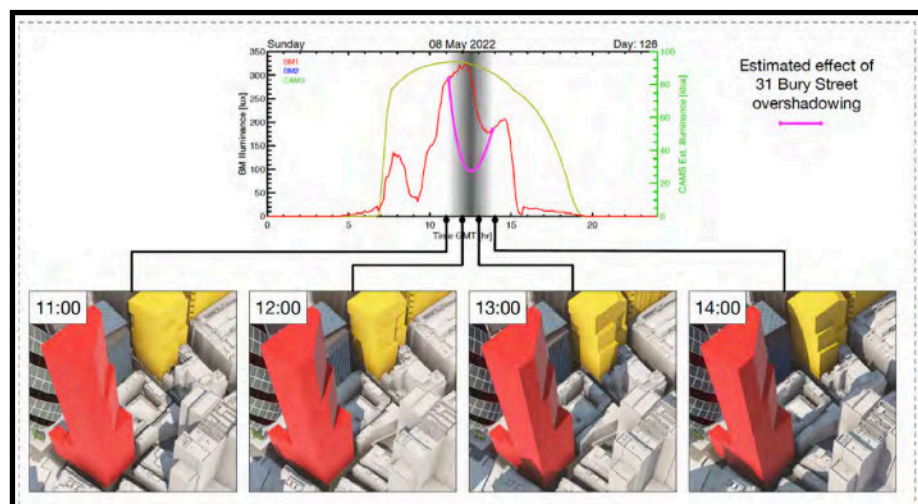 Sunday 08 May 2022 Day: 128
350
300
250
200
150
100
50
0
BM Illuminance [lux]
BM1
BM2
CAMS
100
80
60
40
20
0
CAMS Ext. Illuminance [klux]
0 5 10 15 20
Time GMT [hr]
Estimated effect of
31 Bury Street
overshadowing
11:00
12:00
13:00
14:00